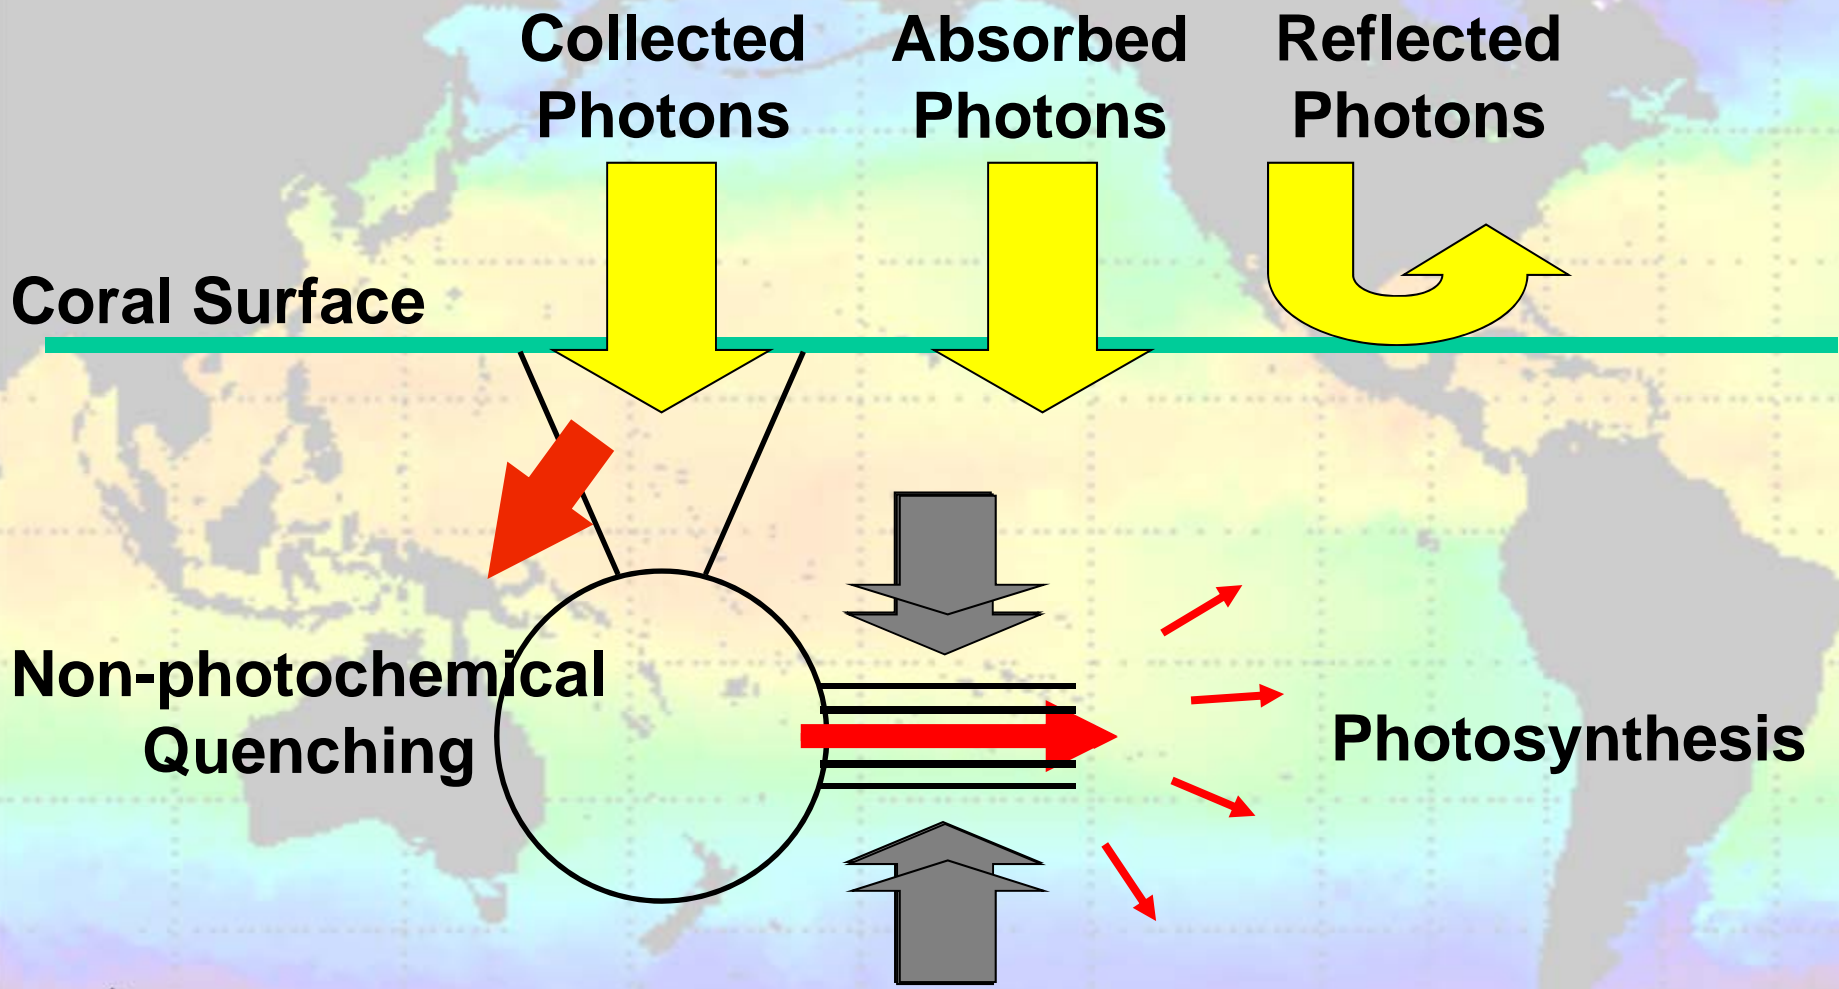 Collected
Photons
Absorbed
Photons
Reflected
Photons
Coral Surface
Non-photochemical
Quenching
Photosynthesis